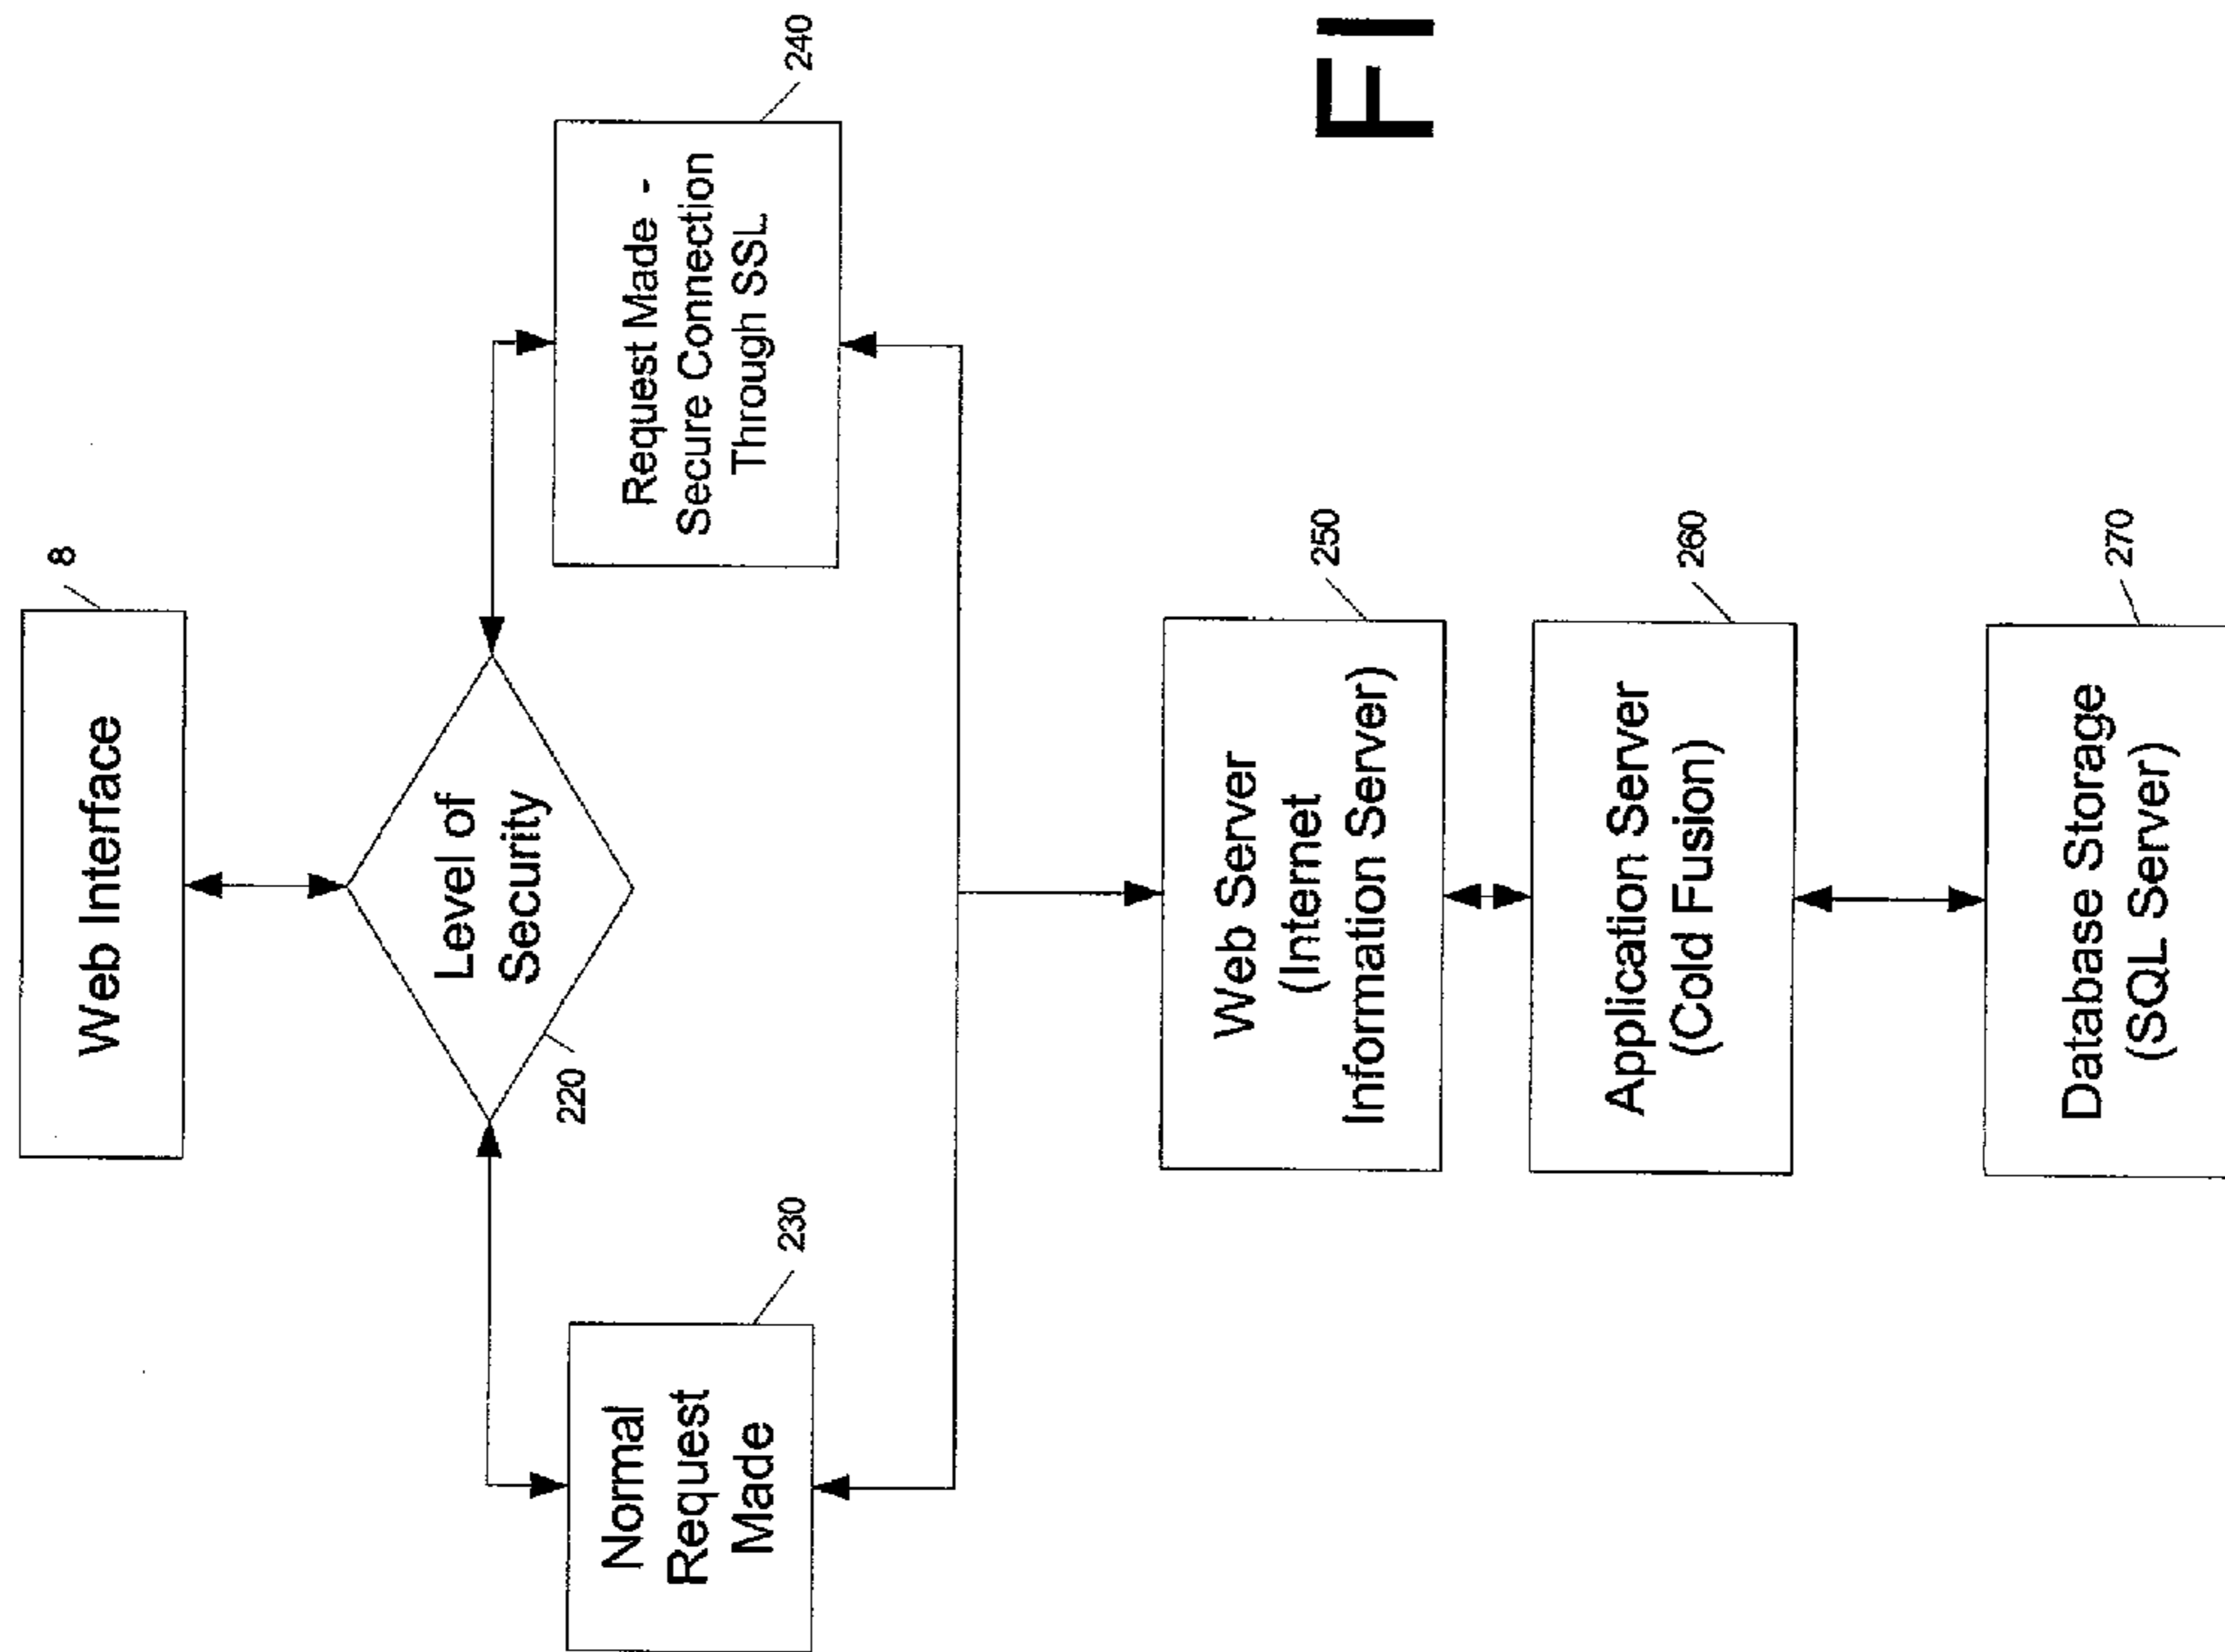 Web Interface
8
Level of
Security
220
Normal
Request
Made
230
Request Made -
Secure Connection
Through SSL
240
Web Server
(Internet
Information Server)
250
Application Server
(Cold Fusion)
260
Database Storage
(SQL Server)
270
FI